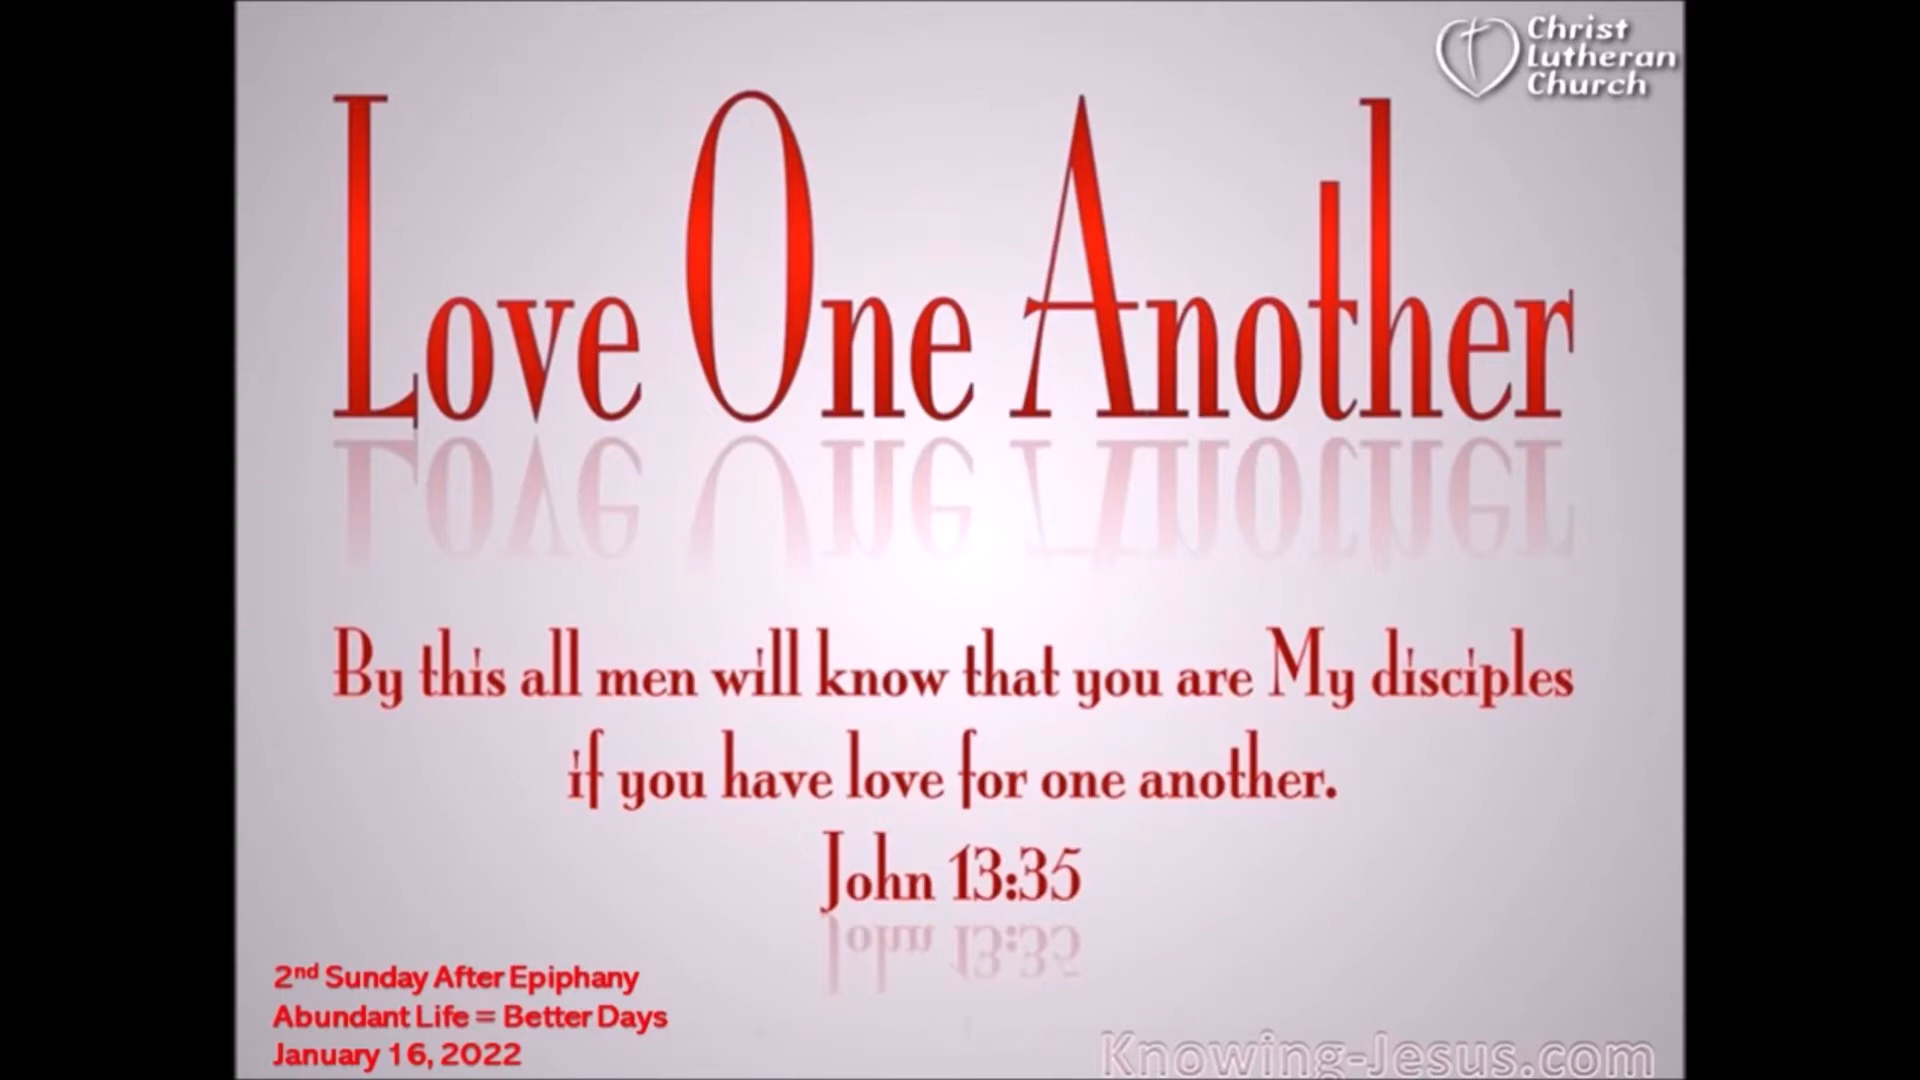 Christ
Lutheran
Church
Love One Another
By this all men will know that you are My disciples
if you have love for one another.
John 13:35
2nd Sunday After Epiphany
Abundant Life = Better Days
January 16, 2022
Knowing-Jesus.com